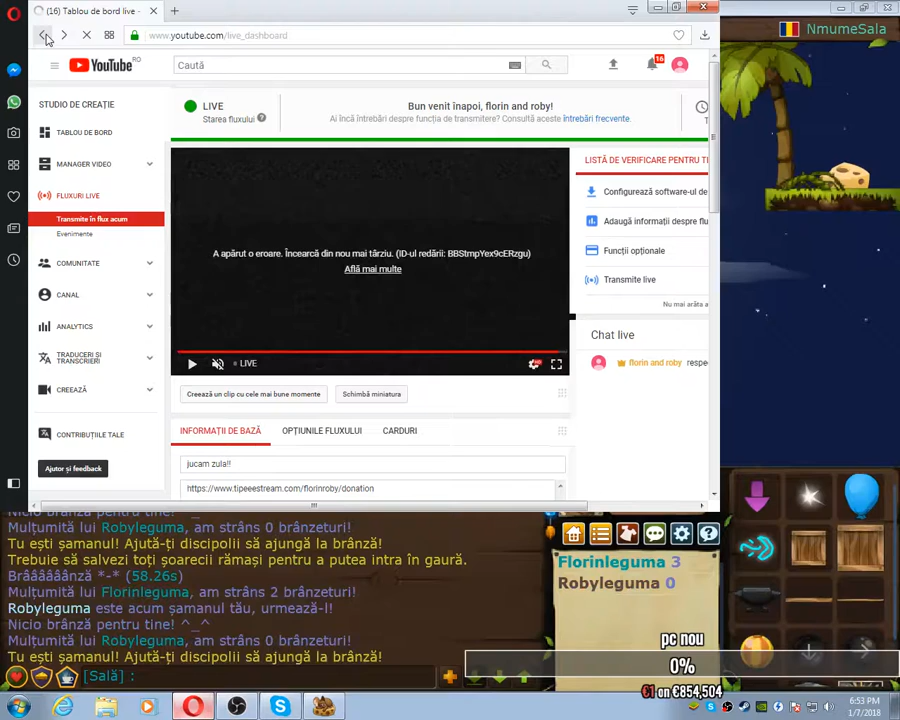 (16) Tablou de bord live -
NmumeSala
www.youtube.com/live_dashboard
YouTube RO
Caută
16
STUDIO DE CREAȚIE
TABLOU DE BORD
MANAGER VIDEO
FLUXURI LIVE
Transmite în flux acum
Evenimente
COMUNITATE
CANAL
ANALYTICS
TRADUCERI ȘI
TRANSCRIERI
CREEAZĂ
CONTRIBUȚIILE TALE
Ajutor și feedback
LIVE
Starea fluxului
Bun venit înapoi, florin and roby!
Ai încă întrebări despre funcția de transmitere? Consultă aceste întrebări frecvente.
A apărut o eroare. Încearcă din nou mai târziu. (ID-ul redării: BBStmpYex9cERzgu)
Află mai multe
LIVE
HD
LISTĂ DE VERIFICARE PENTRU T
Configurează software-ul de
Adaugă informații despre flu
Funcții opționale
Transmite live
Nu mai arăta a
Chat live
florin and roby respe
Creează un clip cu cele mai bune momente
Schimbă miniatura
INFORMAȚII DE BAZĂ
OPȚIUNILE FLUXULUI
CARDURI
jucam zula!!
https://www.tipeeestream.com/florinroby/donation
Nicio brânză pentru tine!
Mulțumită lui Robyleguma, am strâns 0 brânzeturi!
Tu ești șamanul! Ajută-ți discipolii să ajungă la brânză!
Trebuie să salvezi toți șoarecii rămași pentru a putea intra în gaură.
Brâââââânză *-* (58.26s)
Mulțumită lui Florinleguma, am strâns 2 brânzeturi!
Robyleguma este acum șamanul tău, urmează-l!
Nicio brânză pentru tine! ^_^
Mulțumită lui Robyleguma, am strâns 0 brânzeturi!
Tu ești șamanul! Ajută-ți discipolii să ajungă la brânză!
[Sală] :
Florinleguma 3
Robyleguma 0
pc nou
0%
€1 on €854,504
6:53 PM
1/7/2018